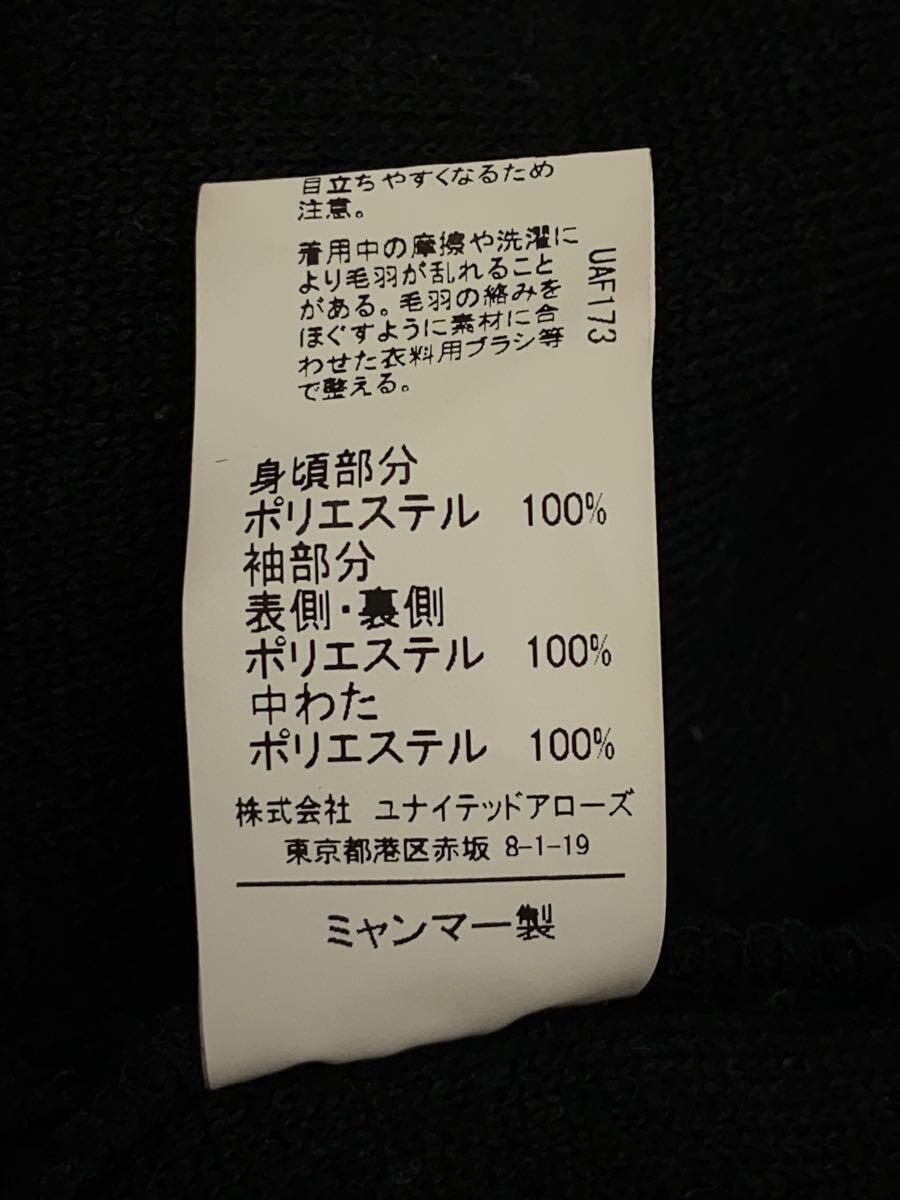 目立ちやすくなるため
注意。
着用中の摩擦や洗濯に
より毛羽が乱れること
がある。毛羽の絡みを
ほぐすように素材に合
わせた衣料用ブラシ等
で整える。
UAF173
身頃部分
ポリエステル 100%
袖部分
表側・裏側
ポリエステル 100%
中わた
ポリエステル 100%
株式会社 ユナイテッドアローズ
東京都港区赤坂 8-1-19
ミャンマー製